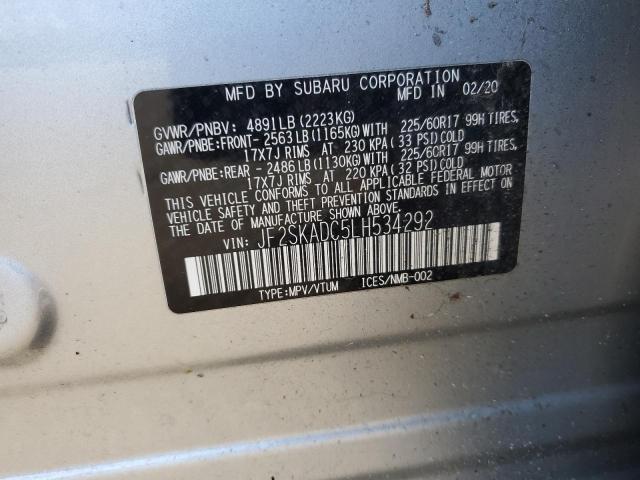 MFD BY SUBARU CORPORATION
MFD IN 02/20
GVWR/PNBV: 4891LB (2223KG)
GAWR/PNBE:FRONT- 2563LB(1165KG)WITH 225/60R17 99H TIRES,
17X7J RIMS AT 230 KPA(33 PSI)COLD
GAWR/PNBE:REAR - 2486LB(1130KG)WITH 225/60R17 99H TIRES,
17X7J RIMS AT 220 KPA(32 PSI)COLD
THIS VEHICLE CONFORMS TO ALL APPLICABLE FEDERAL MOTOR
VEHICLE SAFETY AND THEFT PREVENTION STANDARDS IN EFFECT ON
THE DATE OF MANUFACTURE SHOWN ABOVE.
VIN: JF2SKADC5LH534292
TYPE:MPV/VTUM ICES/NMB-002